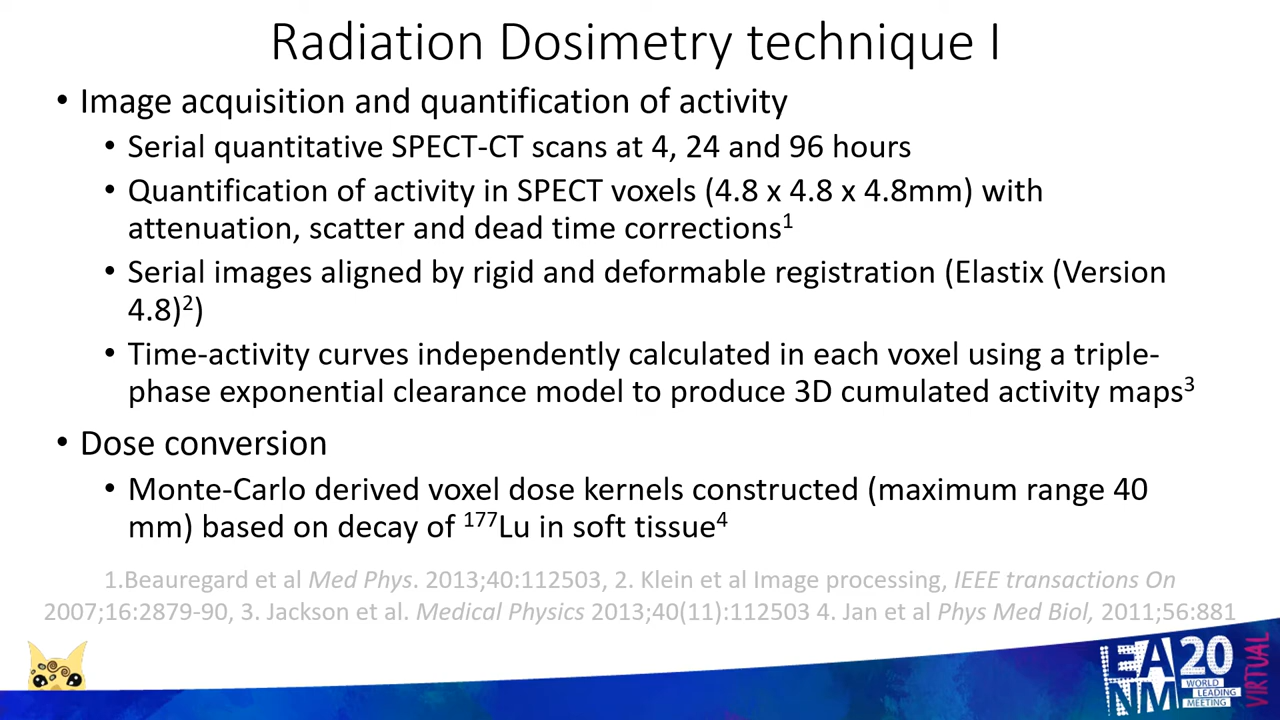 Radiation Dosimetry technique I
• Image acquisition and quantification of activity
• Serial quantitative SPECT-CT scans at 4, 24 and 96 hours
• Quantification of activity in SPECT voxels (4.8 x 4.8 x 4.8mm) with
attenuation, scatter and dead time corrections¹
• Serial images aligned by rigid and deformable registration (Elastix (Version
4.8)²)
• Time-activity curves independently calculated in each voxel using a triple-
phase exponential clearance model to produce 3D cumulated activity maps³
• Dose conversion
• Monte-Carlo derived voxel dose kernels constructed (maximum range 40
mm) based on decay of ¹⁷⁷Lu in soft tissue⁴
1.Beauregard et al Med Phys. 2013;40:112503, 2. Klein et al Image processing, IEEE transactions On
2007;16:2879-90, 3. Jackson et al. Medical Physics 2013;40(11):112503 4. Jan et al Phys Med Biol, 2011;56:881
EANM 20
WORLD
LEADING
MEETING
VIRTUAL